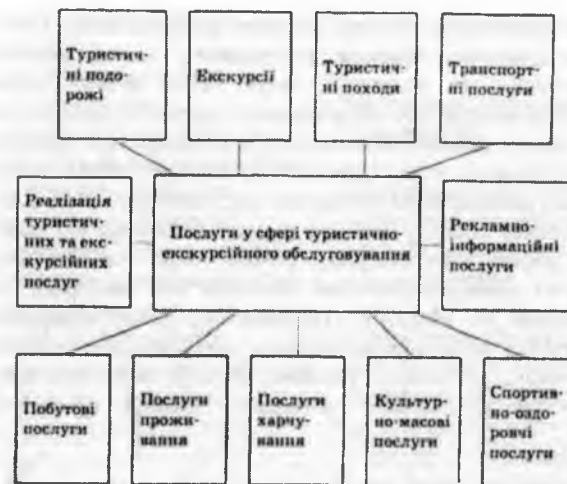 Туристич-
ні подо-
рожі
Екскурсії
Туристич-
ні походи
Транспорт-
ні послуги
Реалізація
туристич-
них та екс-
курсійних
послуг
Послуги у сфері туристично-
екскурсійного обслуговування
Рекламно-
інформаційні
послуги
Побутові
послуги
Послуги
прожи-
вання
Послуги
харчу-
вання
Культур-
но-масові
послуги
Спортив-
но-оздо-
ровчі
послуги